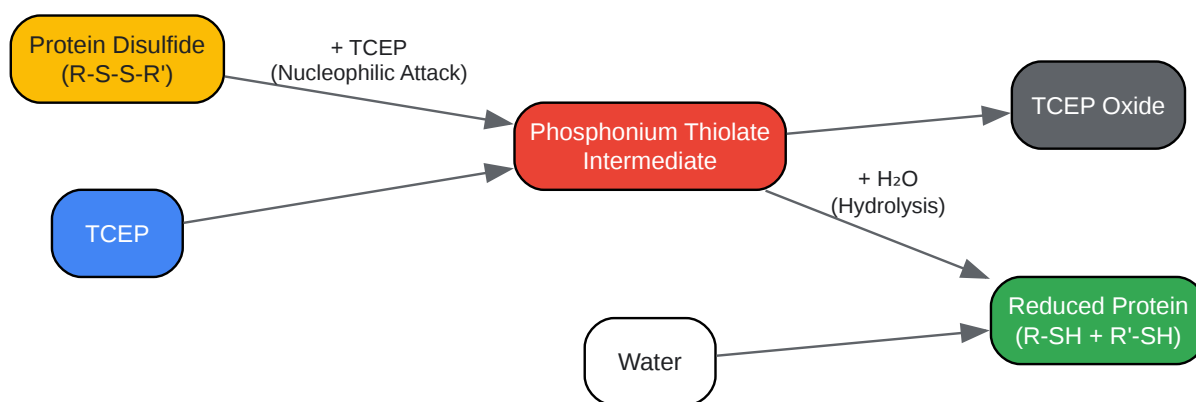 Protein Disulfide
(R-S-S-R')
+ TCEP
(Nucleophilic Attack)
TCEP
Phosphonium Thiolate
Intermediate
TCEP Oxide
+ H₂O
(Hydrolysis)
Water
Reduced Protein
(R-SH + R'-SH)